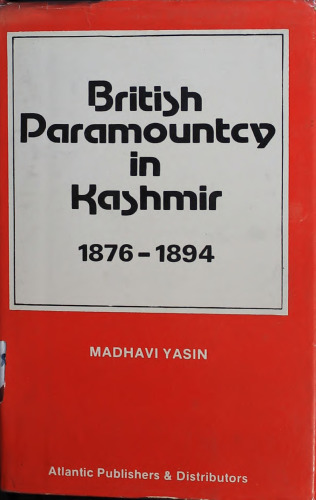 British
Paramountcy
in
Kashmir
1876 – 1894
MADHAVI YASIN
Atlantic Publishers & Distributors